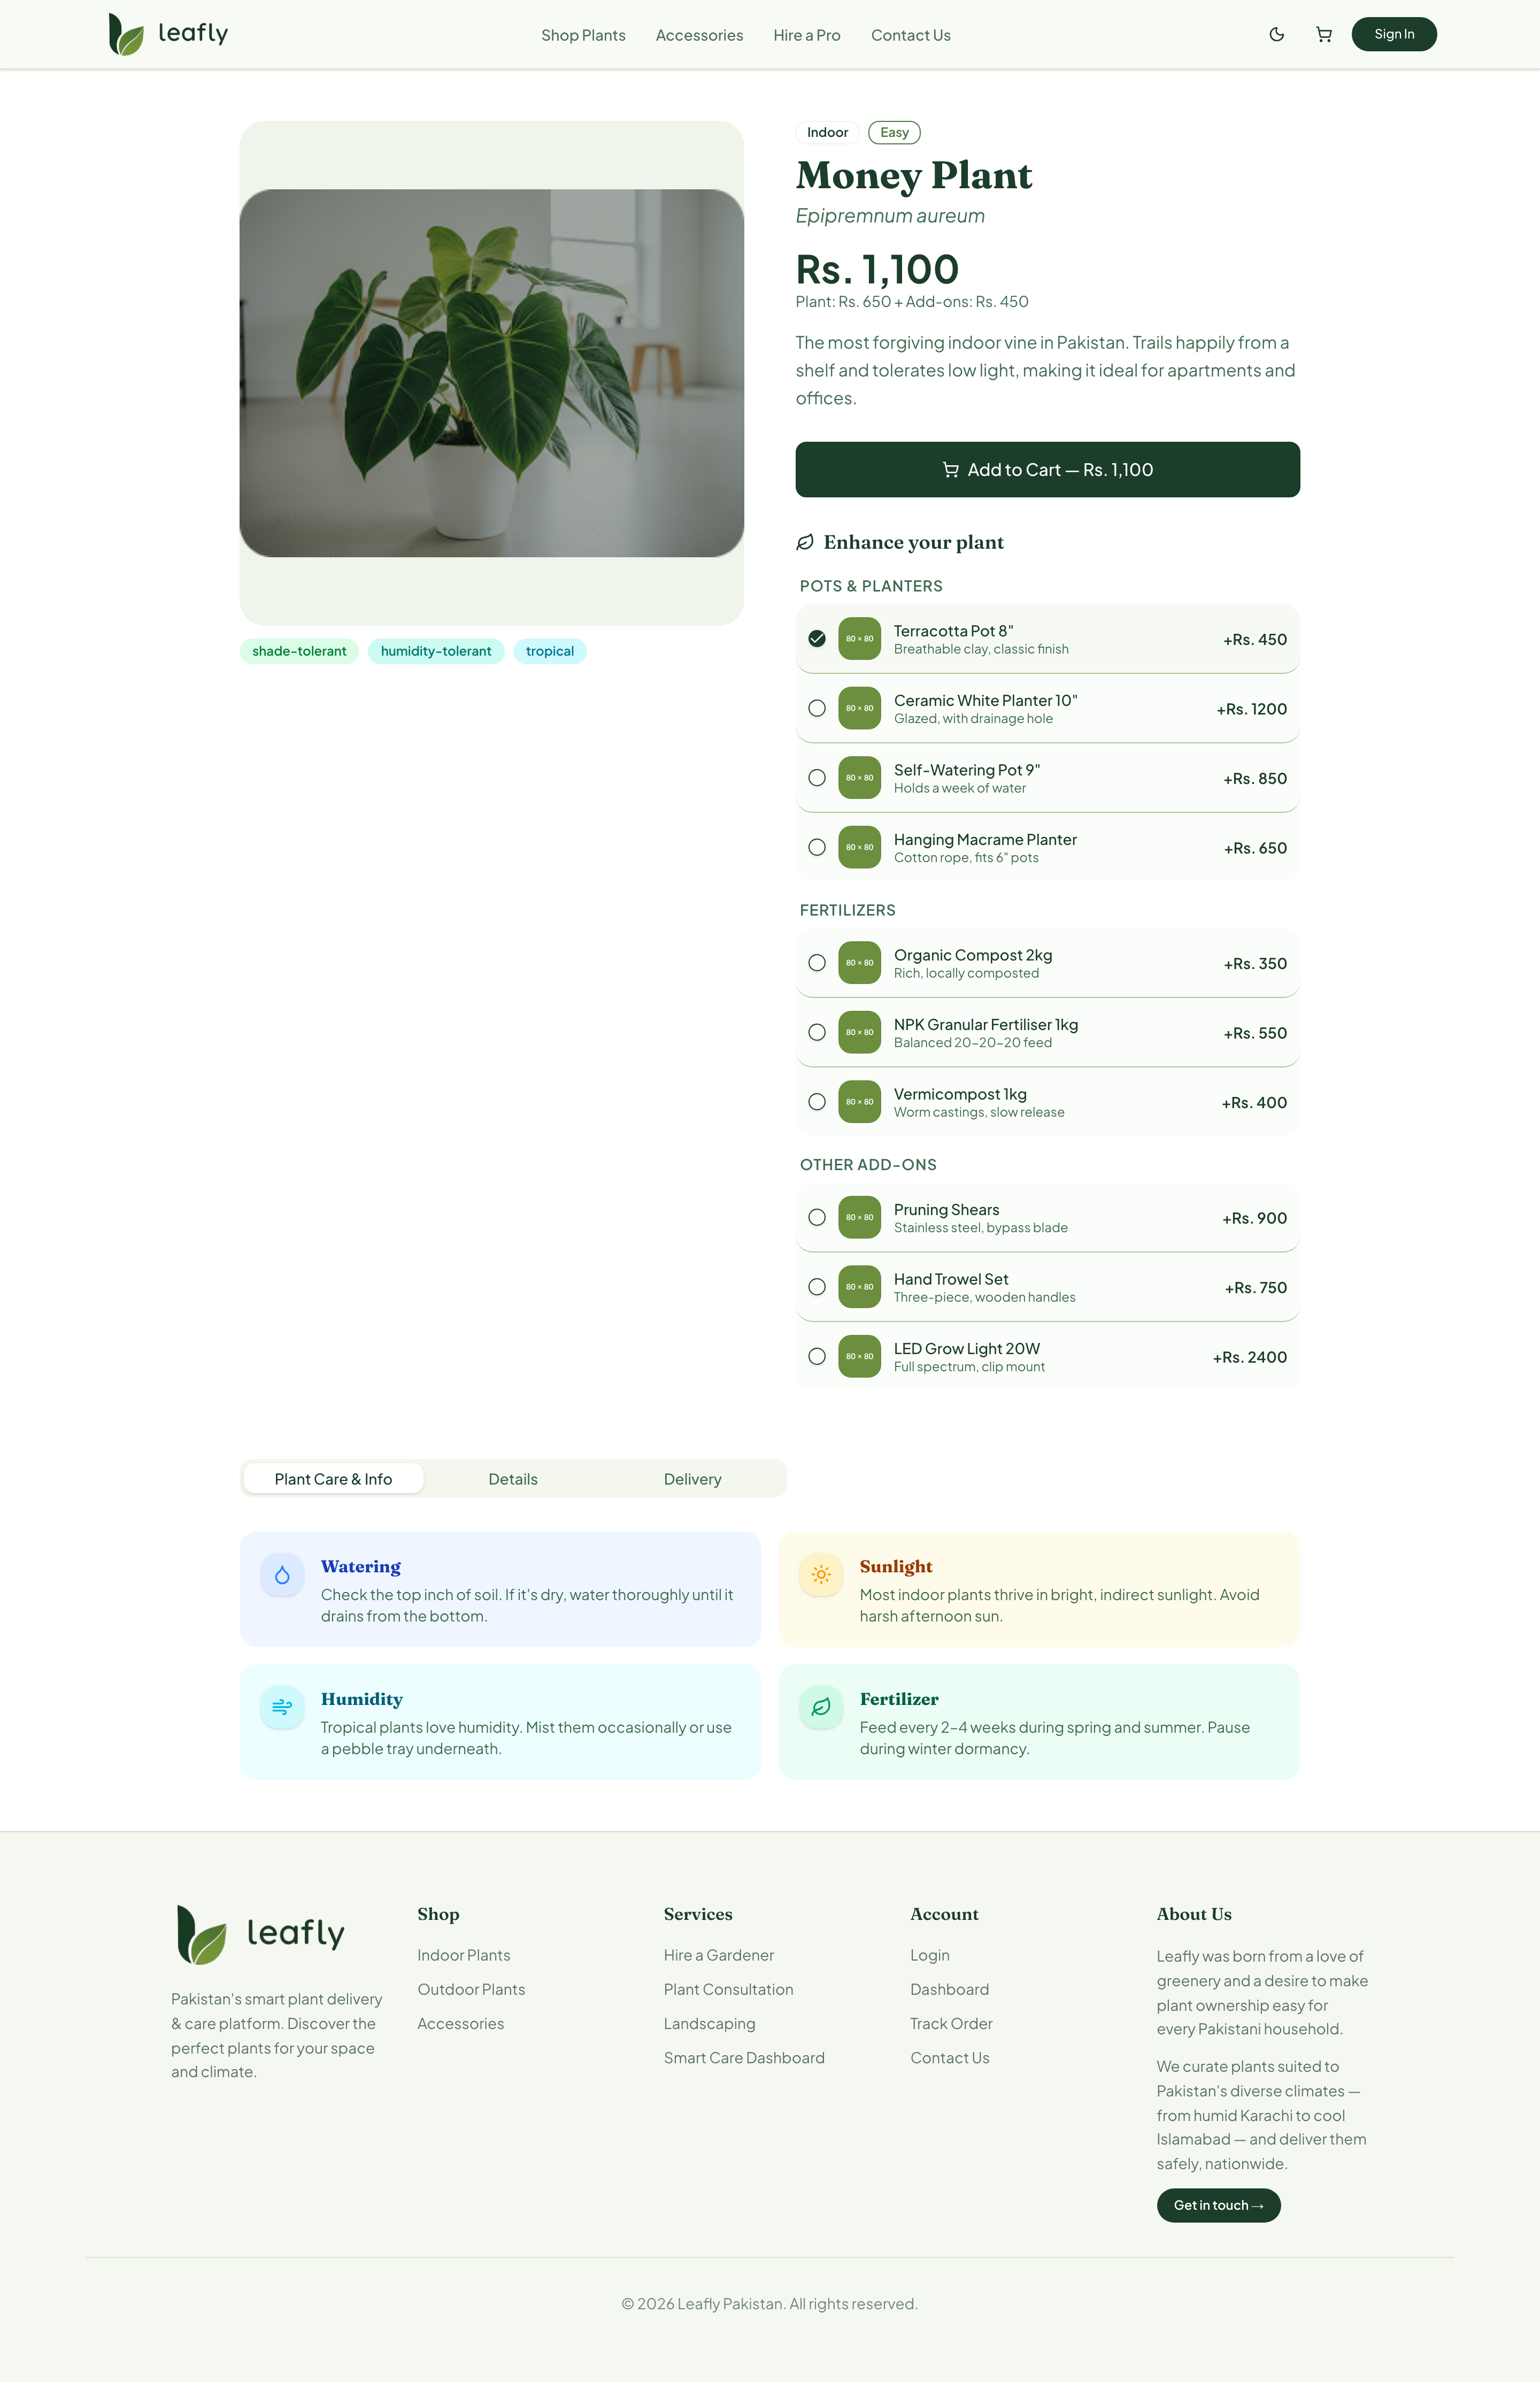 leafly
Shop Plants
Accessories
Hire a Pro
Contact Us
Sign In
Indoor
Easy
Money Plant
Epipremnum aureum
Rs. 1,100
Plant: Rs. 650 + Add-ons: Rs. 450
The most forgiving indoor vine in Pakistan. Trails happily from a
shelf and tolerates low light, making it ideal for apartments and
offices.
Add to Cart — Rs. 1,100
shade-tolerant
humidity-tolerant
tropical
Enhance your plant
POTS & PLANTERS
80 × 80
Terracotta Pot 8"
Breathable clay, classic finish
+Rs. 450
80 × 80
Ceramic White Planter 10"
Glazed, with drainage hole
+Rs. 1200
80 × 80
Self-Watering Pot 9"
Holds a week of water
+Rs. 850
80 × 80
Hanging Macrame Planter
Cotton rope, fits 6" pots
+Rs. 650
FERTILIZERS
80 × 80
Organic Compost 2kg
Rich, locally composted
+Rs. 350
80 × 80
NPK Granular Fertiliser 1kg
Balanced 20-20-20 feed
+Rs. 550
80 × 80
Vermicompost 1kg
Worm castings, slow release
+Rs. 400
OTHER ADD-ONS
80 × 80
Pruning Shears
Stainless steel, bypass blade
+Rs. 900
80 × 80
Hand Trowel Set
Three-piece, wooden handles
+Rs. 750
80 × 80
LED Grow Light 20W
Full spectrum, clip mount
+Rs. 2400
Plant Care & Info
Details
Delivery
Watering
Check the top inch of soil. If it's dry, water thoroughly until it
drains from the bottom.
Sunlight
Most indoor plants thrive in bright, indirect sunlight. Avoid
harsh afternoon sun.
Humidity
Tropical plants love humidity. Mist them occasionally or use
a pebble tray underneath.
Fertilizer
Feed every 2–4 weeks during spring and summer. Pause
during winter dormancy.
leafly
Pakistan's smart plant delivery
& care platform. Discover the
perfect plants for your space
and climate.
Shop
Indoor Plants
Outdoor Plants
Accessories
Services
Hire a Gardener
Plant Consultation
Landscaping
Smart Care Dashboard
Account
Login
Dashboard
Track Order
Contact Us
About Us
Leafly was born from a love of
greenery and a desire to make
plant ownership easy for
every Pakistani household.
We curate plants suited to
Pakistan's diverse climates —
from humid Karachi to cool
Islamabad — and deliver them
safely, nationwide.
Get in touch →
© 2026 Leafly Pakistan. All rights reserved.